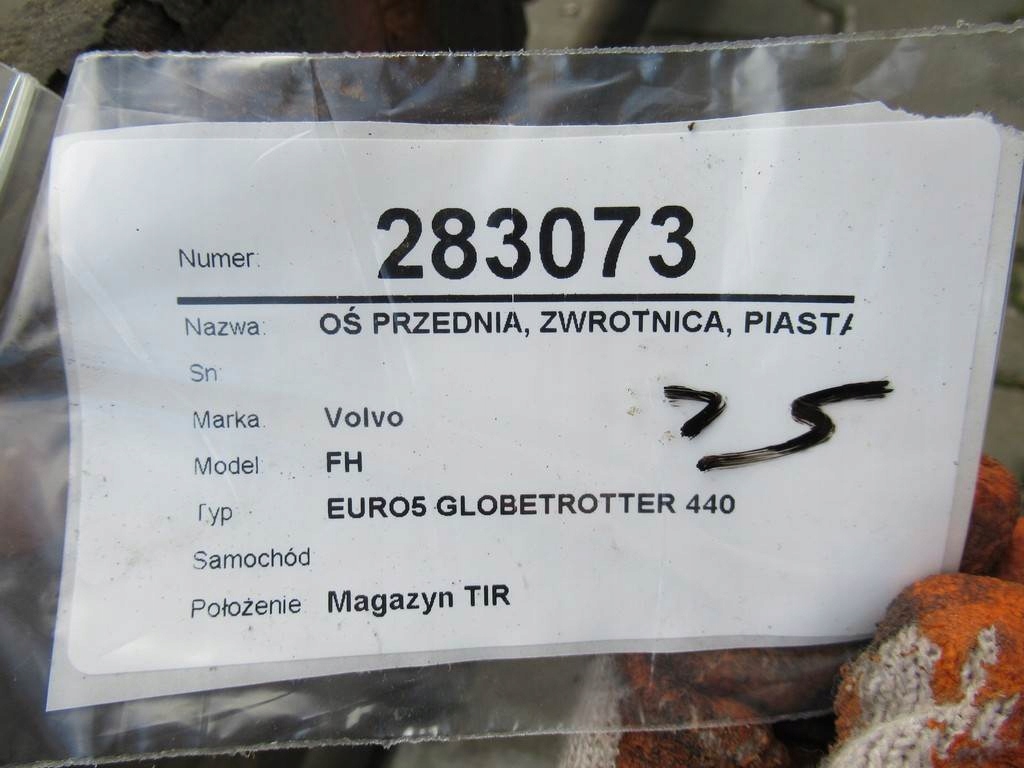 Numer: 283073
Nazwa: OŚ PRZEDNIA, ZWROTNICA, PIASTA
Sn:
Marka: Volvo
Model: FH
Typ EURO5 GLOBETROTTER 440
Samochód
Położenie Magazyn TIR